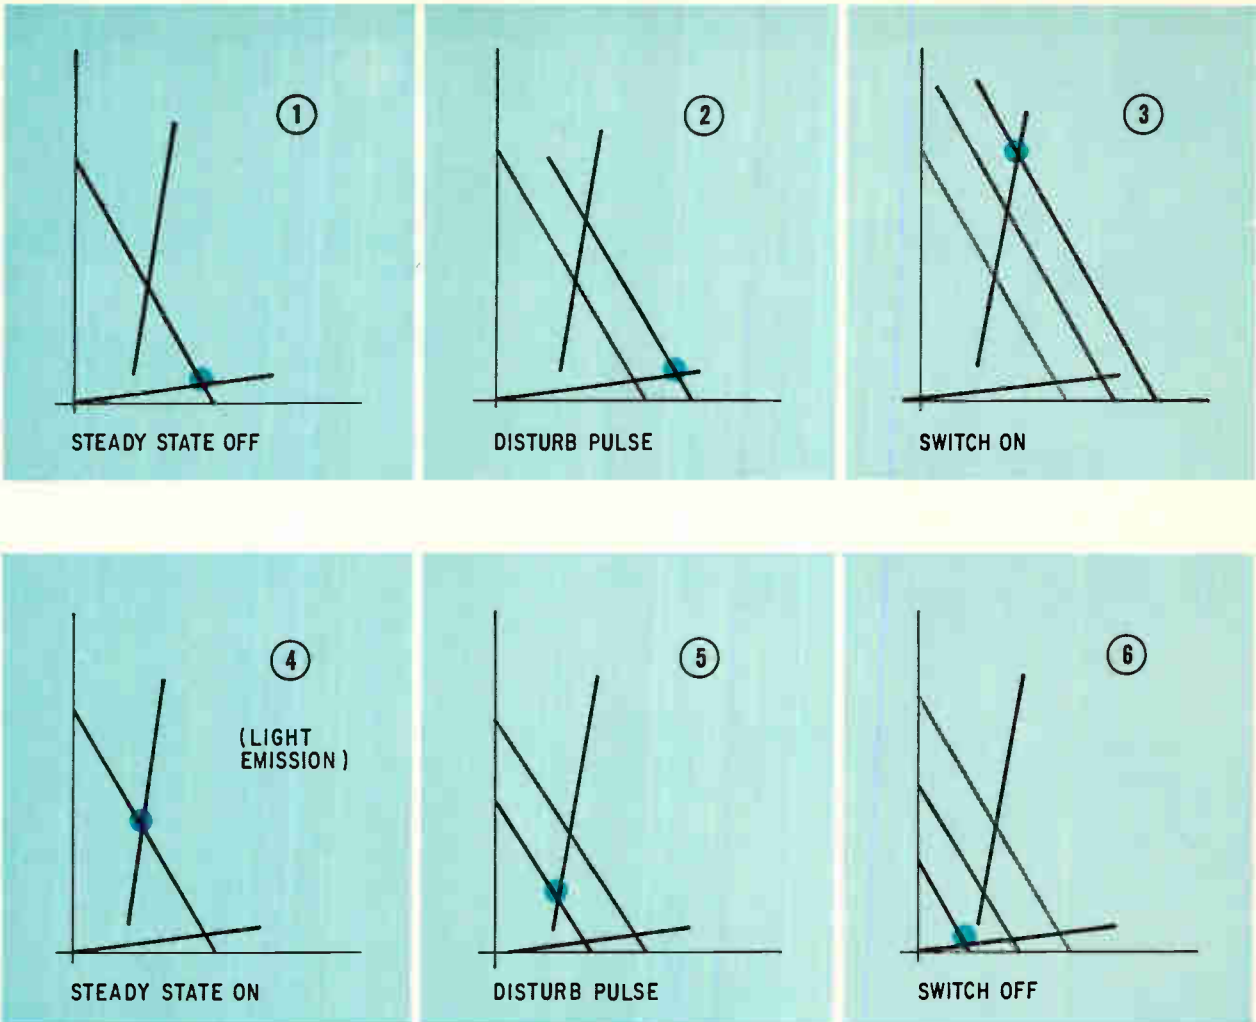 1
STEADY STATE OFF
2
DISTURB PULSE
3
SWITCH ON
4
(LIGHT
EMISSION)
STEADY STATE ON
5
DISTURB PULSE
6
SWITCH OFF